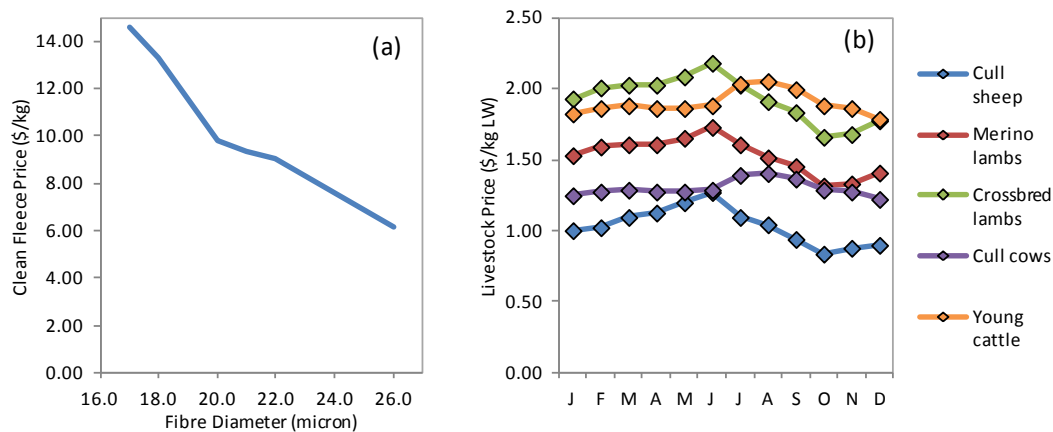 (a)
Clean Fleece Price ($/kg)
14.00
12.00
10.00
8.00
6.00
4.00
2.00
0.00
16.0 18.0 20.0 22.0 24.0 26.0
Fibre Diameter (micron)
(b)
Livestock Price ($/kg LW)
2.50
2.00
1.50
1.00
0.50
0.00
J F M A M J J A S O N D
Cull
sheep
Merino
lambs
Crossbred
lambs
Cull cows
Young
cattle